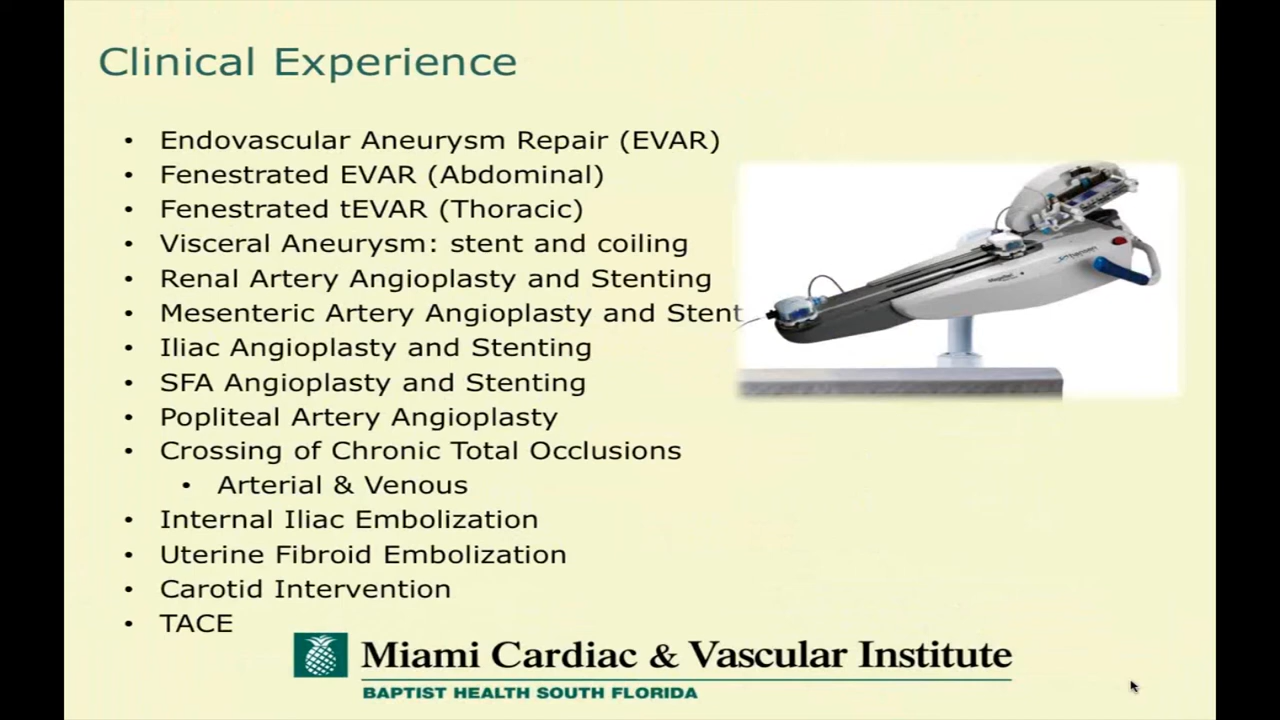 Clinical Experience
• Endovascular Aneurysm Repair (EVAR)
• Fenestrated EVAR (Abdominal)
• Fenestrated tEVAR (Thoracic)
• Visceral Aneurysm: stent and coiling
• Renal Artery Angioplasty and Stenting
• Mesenteric Artery Angioplasty and Stent
• Iliac Angioplasty and Stenting
• SFA Angioplasty and Stenting
• Popliteal Artery Angioplasty
• Crossing of Chronic Total Occlusions
• Arterial & Venous
• Internal Iliac Embolization
• Uterine Fibroid Embolization
• Carotid Intervention
• TACE
Miami Cardiac & Vascular Institute
BAPTIST HEALTH SOUTH FLORIDA